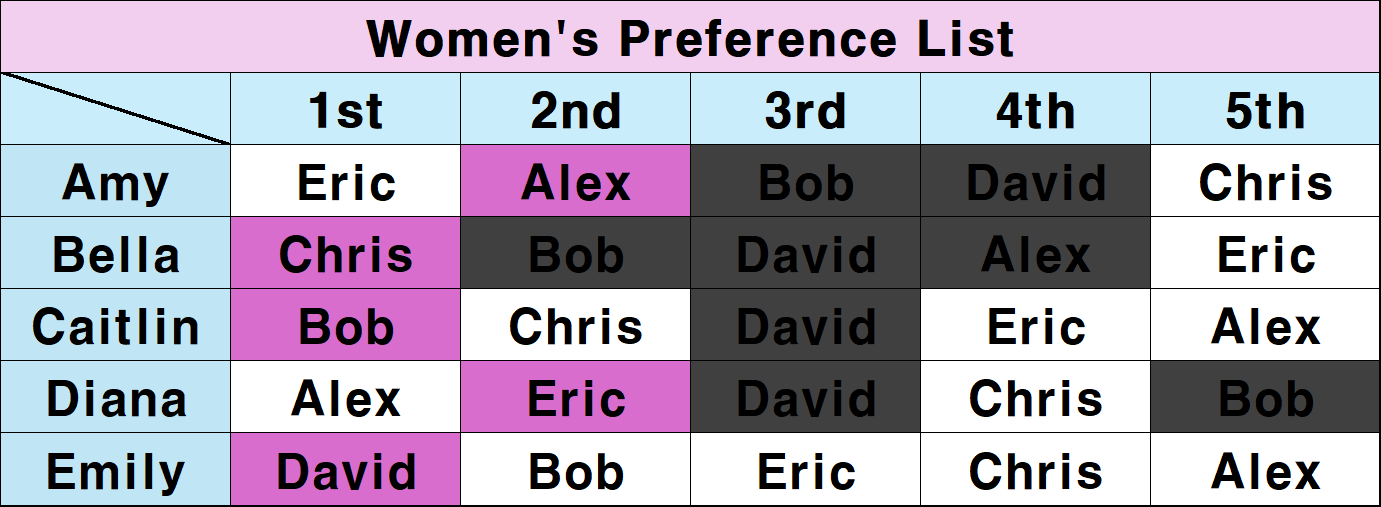 Women's Preference List
1st 2nd 3rd 4th 5th
Amy Eric Alex Bob David Chris
Bella Chris Bob David Alex Eric
Caitlin Bob Chris David Eric Alex
Diana Alex Eric David Chris Bob
Emily David Bob Eric Chris Alex